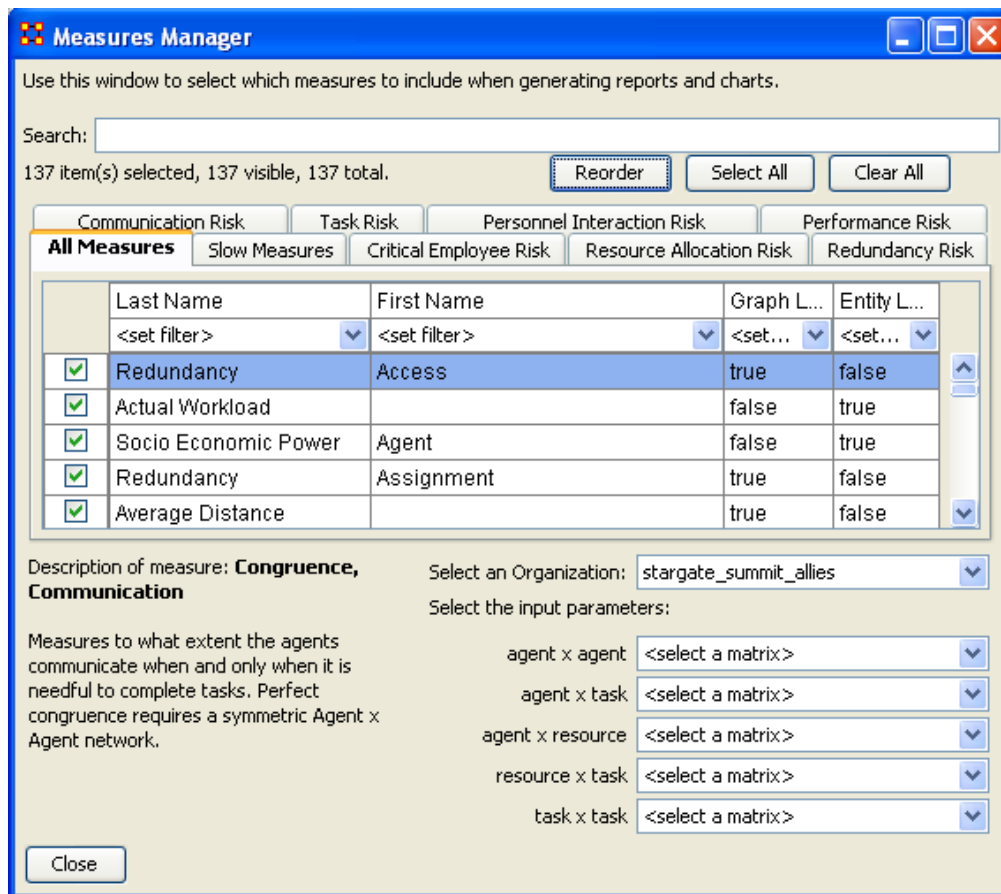 Measures Manager
Use this window to select which measures to include when generating reports and charts.
Search:
137 item(s) selected, 137 visible, 137 total.
Reorder
Select All
Clear All
Communication Risk
Task Risk
Personnel Interaction Risk
Performance Risk
All Measures
Slow Measures
Critical Employee Risk
Resource Allocation Risk
Redundancy Risk
Last Name First Name Graph L... Entity L...
<set filter> <set filter> <set... <set...
Redundancy Access true false
Actual Workload false true
Socio Economic Power Agent false true
Redundancy Assignment true false
Average Distance true false
Description of measure: Congruence,
Communication
Measures to what extent the agents
communicate when and only when it is
needful to complete tasks. Perfect
congruence requires a symmetric Agent x
Agent network.
Select an Organization: stargate_summit_allies
Select the input parameters:
agent x agent <select a matrix>
agent x task <select a matrix>
agent x resource <select a matrix>
resource x task <select a matrix>
task x task <select a matrix>
Close